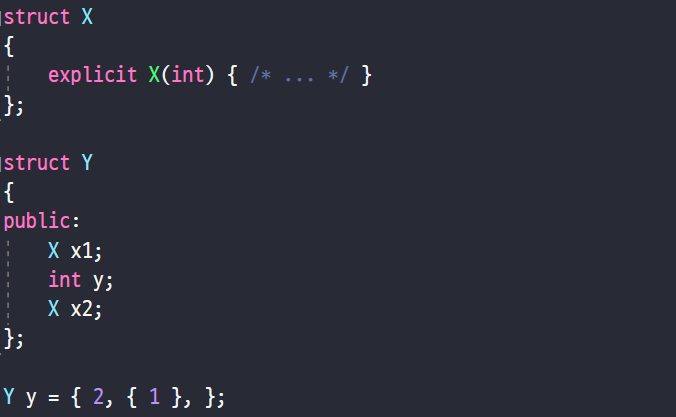 struct X
{
    explicit X(int) { /* ... */ }
};
struct Y
{
public:
    X x1;
    int y;
    X x2;
};
Y y = { 2, { 1 }, };